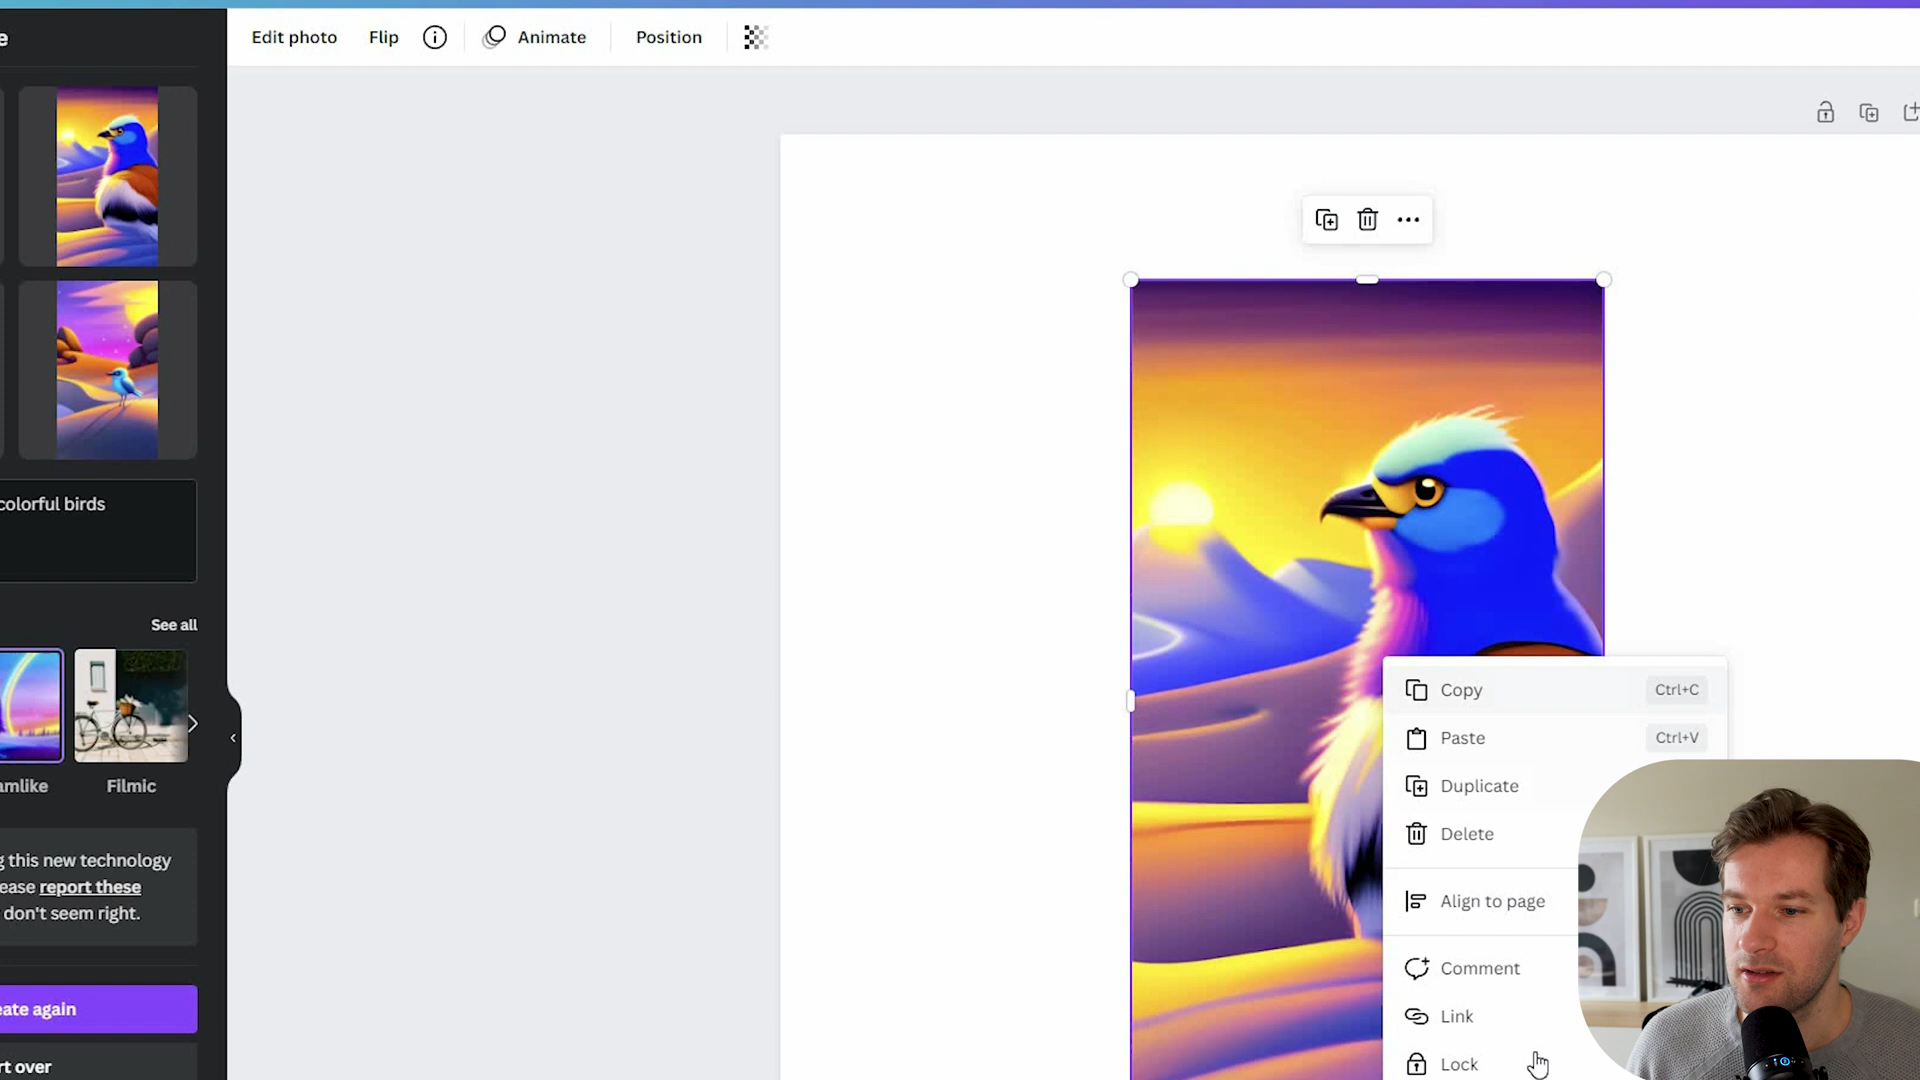 e
Edit photo
Flip
Animate
Position
colorful birds
See all
amlike
Filmic
g this new technology
ease report these
don't seem right.
eate again
rt over
Copy
Ctrl+C
Paste
Ctrl+V
Duplicate
Delete
Align to page
Comment
Link
Lock